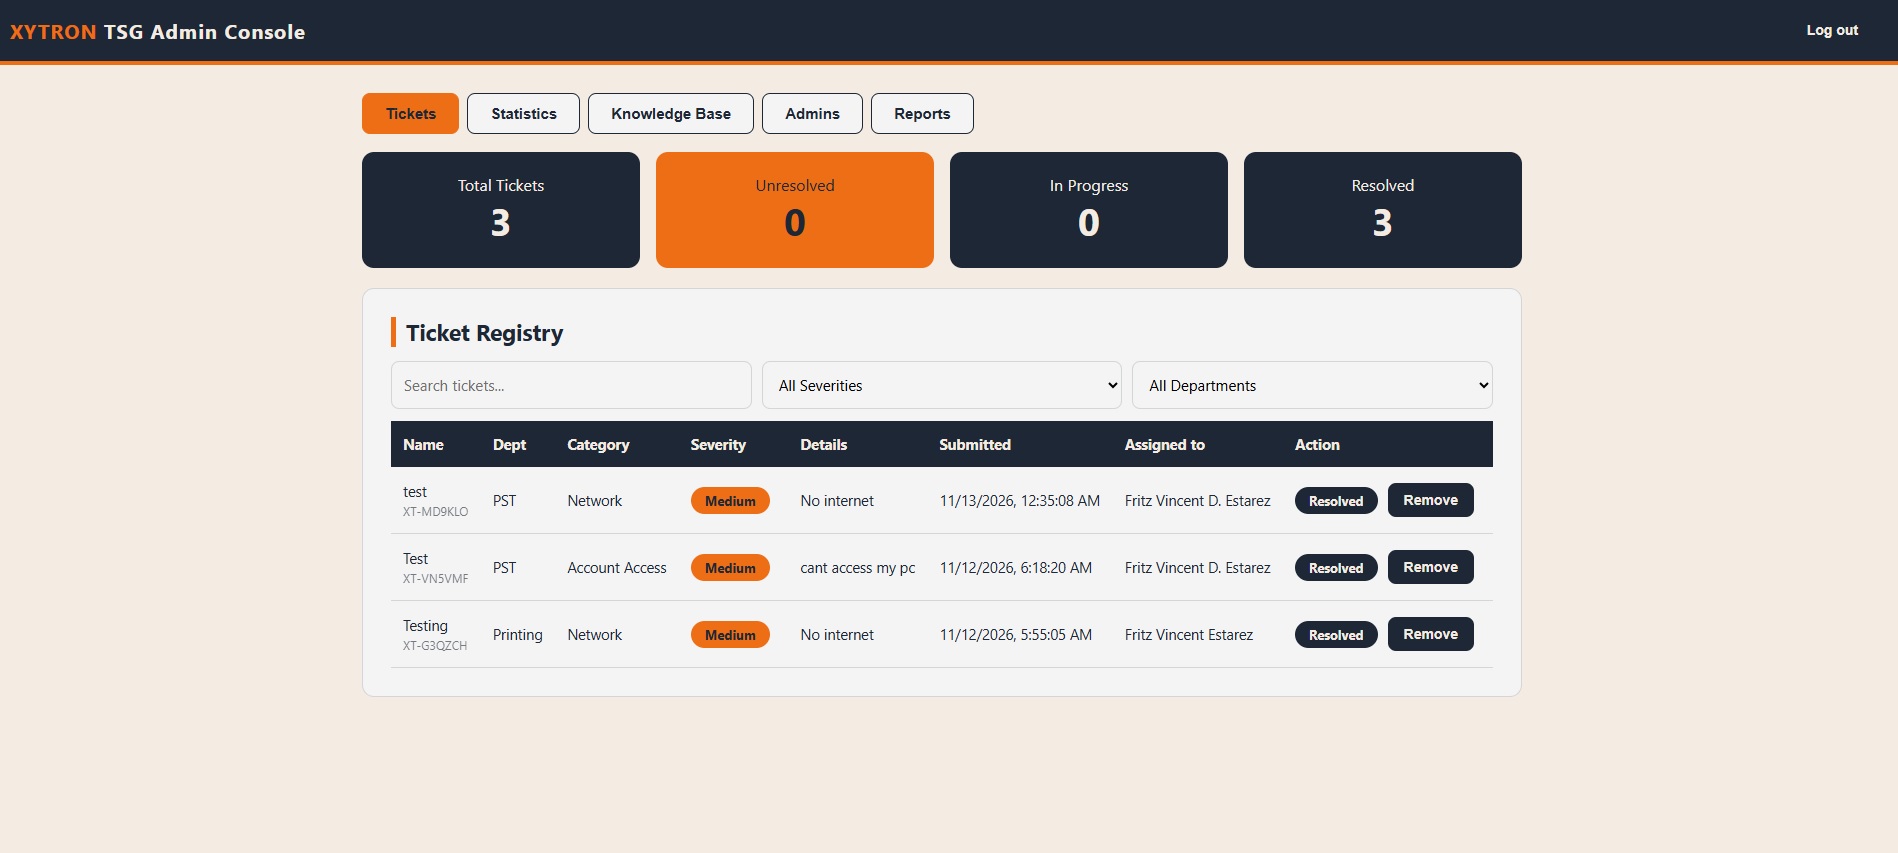 XYTRON TSG Admin Console
Log out
Tickets
Statistics
Knowledge Base
Admins
Reports
Total Tickets
3
Unresolved
0
In Progress
0
Resolved
3
Ticket Registry
Search tickets...
All Severities
All Departments
Name Dept Category Severity Details Submitted Assigned to Action
test
XT-MD9KLO
PST Network Medium No internet 11/13/2026, 12:35:08 AM Fritz Vincent D. Estarez Resolved Remove
Test
XT-VN5VMF
PST Account Access Medium cant access my pc 11/12/2026, 6:18:20 AM Fritz Vincent D. Estarez Resolved Remove
Testing
XT-G3QZCH
Printing Network Medium No internet 11/12/2026, 5:55:05 AM Fritz Vincent Estarez Resolved Remove